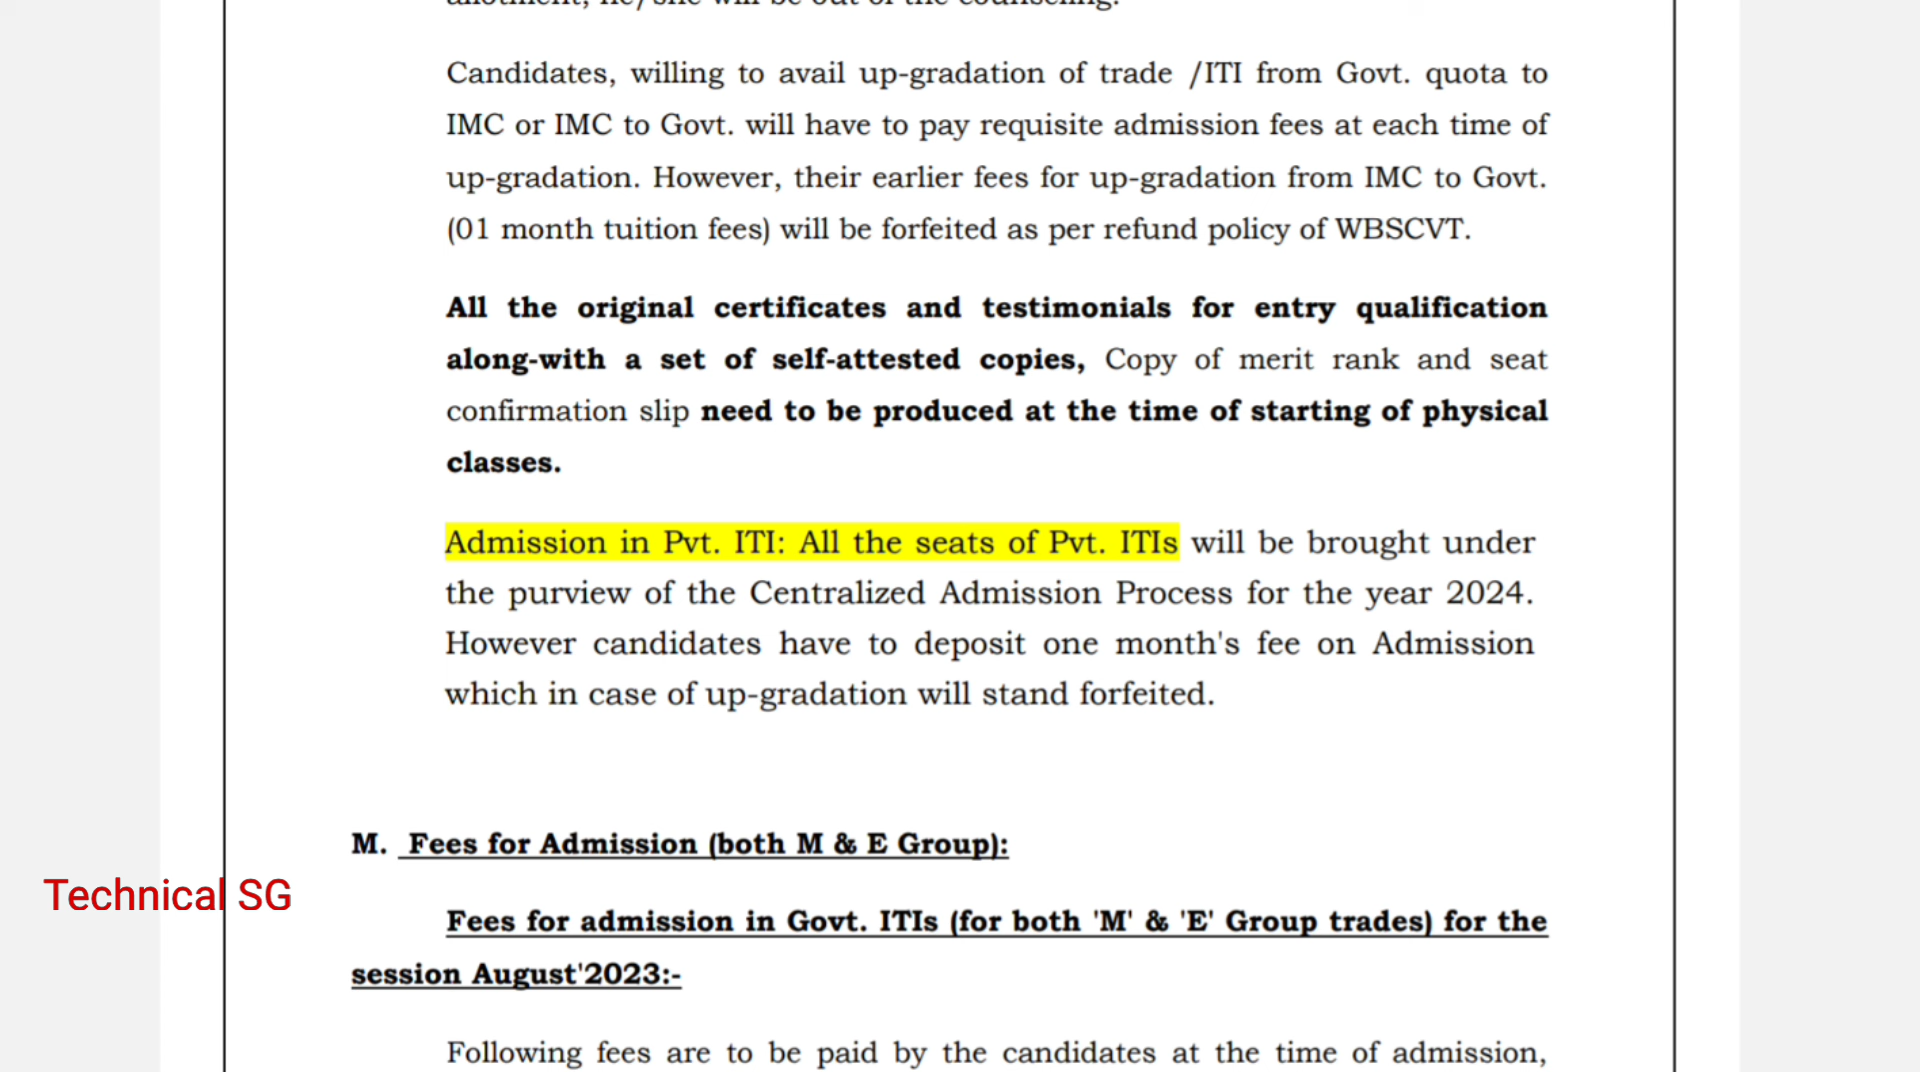 allotment, he/she will be out of the counseling.
Candidates, willing to avail up-gradation of trade /ITI from Govt. quota to
IMC or IMC to Govt. will have to pay requisite admission fees at each time of
up-gradation. However, their earlier fees for up-gradation from IMC to Govt.
(01 month tuition fees) will be forfeited as per refund policy of WBSCVT.
All the original certificates and testimonials for entry qualification
along-with a set of self-attested copies, Copy of merit rank and seat
confirmation slip need to be produced at the time of starting of physical
classes.
Admission in Pvt. ITI: All the seats of Pvt. ITIs will be brought under
the purview of the Centralized Admission Process for the year 2024.
However candidates have to deposit one month's fee on Admission
which in case of up-gradation will stand forfeited.
M. Fees for Admission (both M & E Group):
Technical SG
Fees for admission in Govt. ITIs (for both 'M' & 'E' Group trades) for the
session August'2023:-
Following fees are to be paid by the candidates at the time of admission,